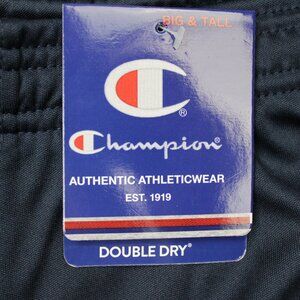 BIG & TALL
®
Champion®
AUTHENTIC ATHLETICWEAR
EST. 1919
DOUBLE DRY®